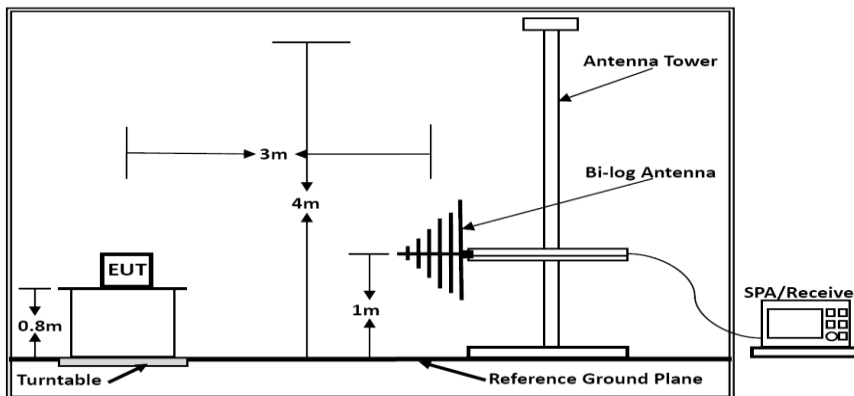 Antenna Tower
3m
Bi-log Antenna
4m
EUT
SPA/Receive
0.8m
1m
Turntable
Reference Ground Plane